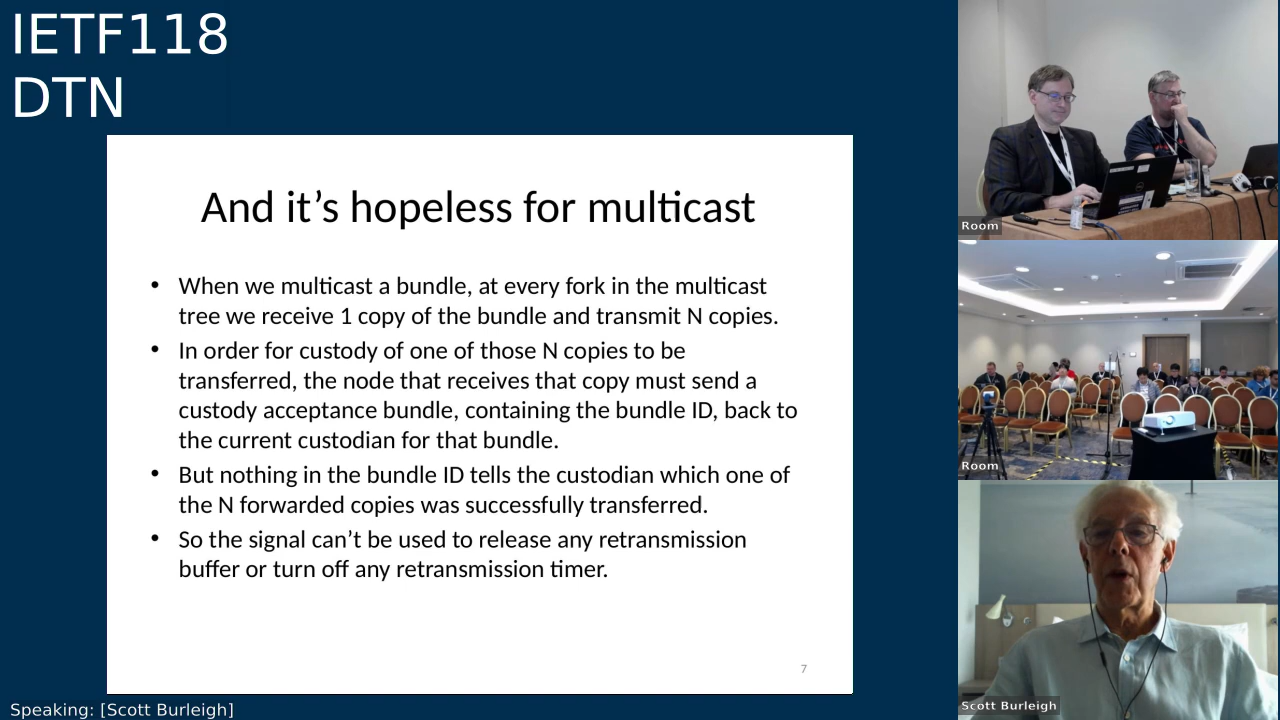 IETF118
DTN
And it’s hopeless for multicast
• When we multicast a bundle, at every fork in the multicast
tree we receive 1 copy of the bundle and transmit N copies.
• In order for custody of one of those N copies to be
transferred, the node that receives that copy must send a
custody acceptance bundle, containing the bundle ID, back to
the current custodian for that bundle.
• But nothing in the bundle ID tells the custodian which one of
the N forwarded copies was successfully transferred.
• So the signal can’t be used to release any retransmission
buffer or turn off any retransmission timer.
7
Room
Room
Scott Burleigh
Speaking: [Scott Burleigh]